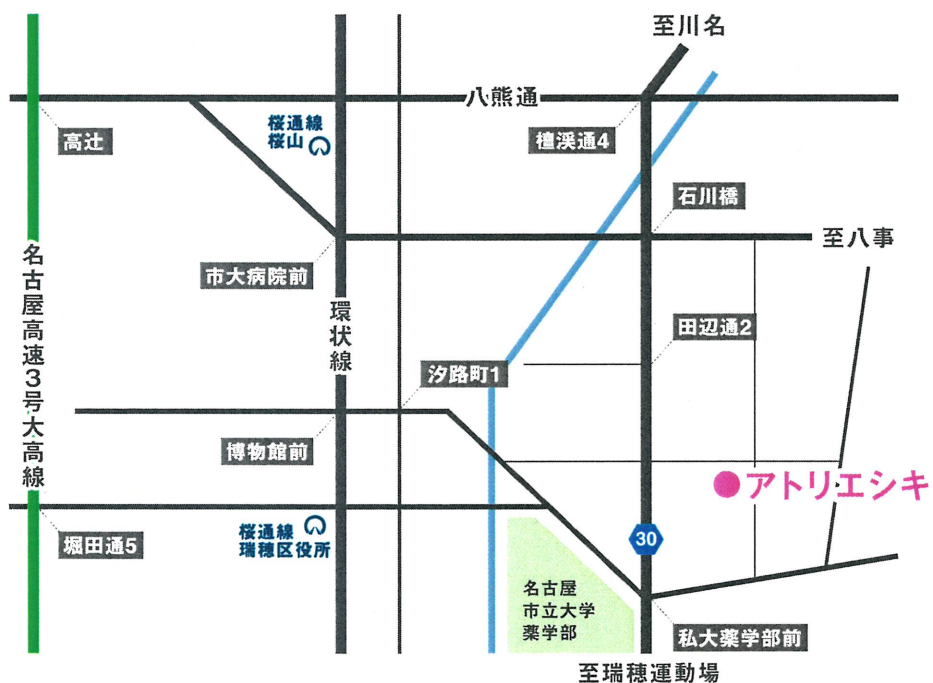 至川名
八熊通
高辻
桜通線
桜山
檀渓通4
石川橋
至八事
市大病院前
名古屋高速3号大高線
環状線
田辺通2
汐路町1
博物館前
アトリエシキ
堀田通5
桜通線
瑞穂区役所
30
名古屋
市立大学
薬学部
私大薬学部前
至瑞穂運動場